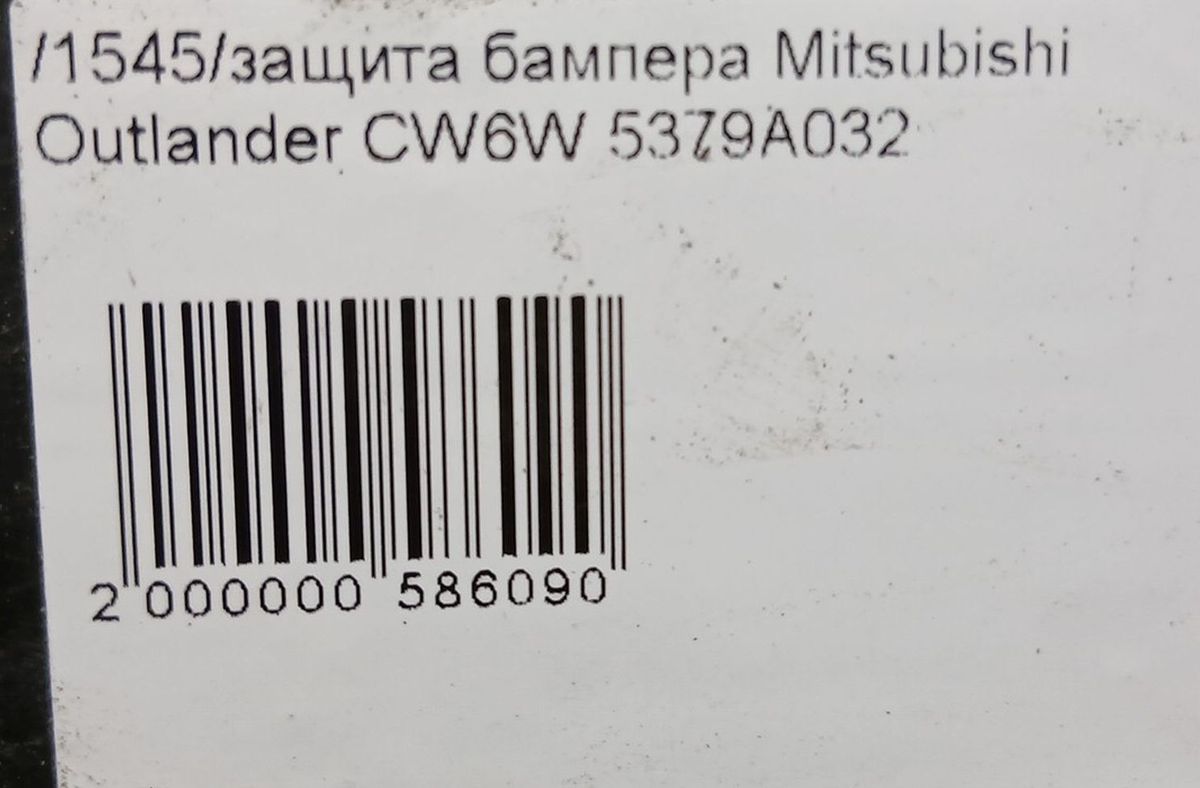 /1545/защита бампера Mitsubishi
Outlander CW6W 5379A032
2 000000 586090